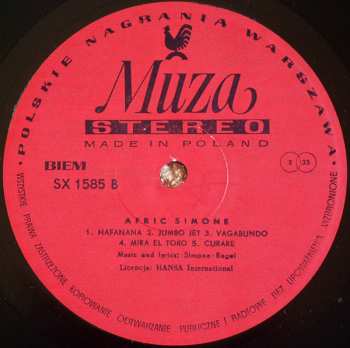 · POLSKIE NAGRANIA WARSZAWA ·
Muza
STEREO
MADE IN POLAND
BIEM
SX 1585 B
33
AFRIC SIMONE
1. HAFANANA 2. JUMBO JET 3. VAGABUNDO
4. MIRA EL TORO 5. CURARE
Music and lyrics: Simone-Engel
Licencja: HANSA International
WSZYSTKIE PRAWA ZASTRZEŻONE KOPIOWANIE ODTWARZANIE PUBLICZNE I RADIOWE BEZ UPOWAŻNIENIA WZBRONIONE